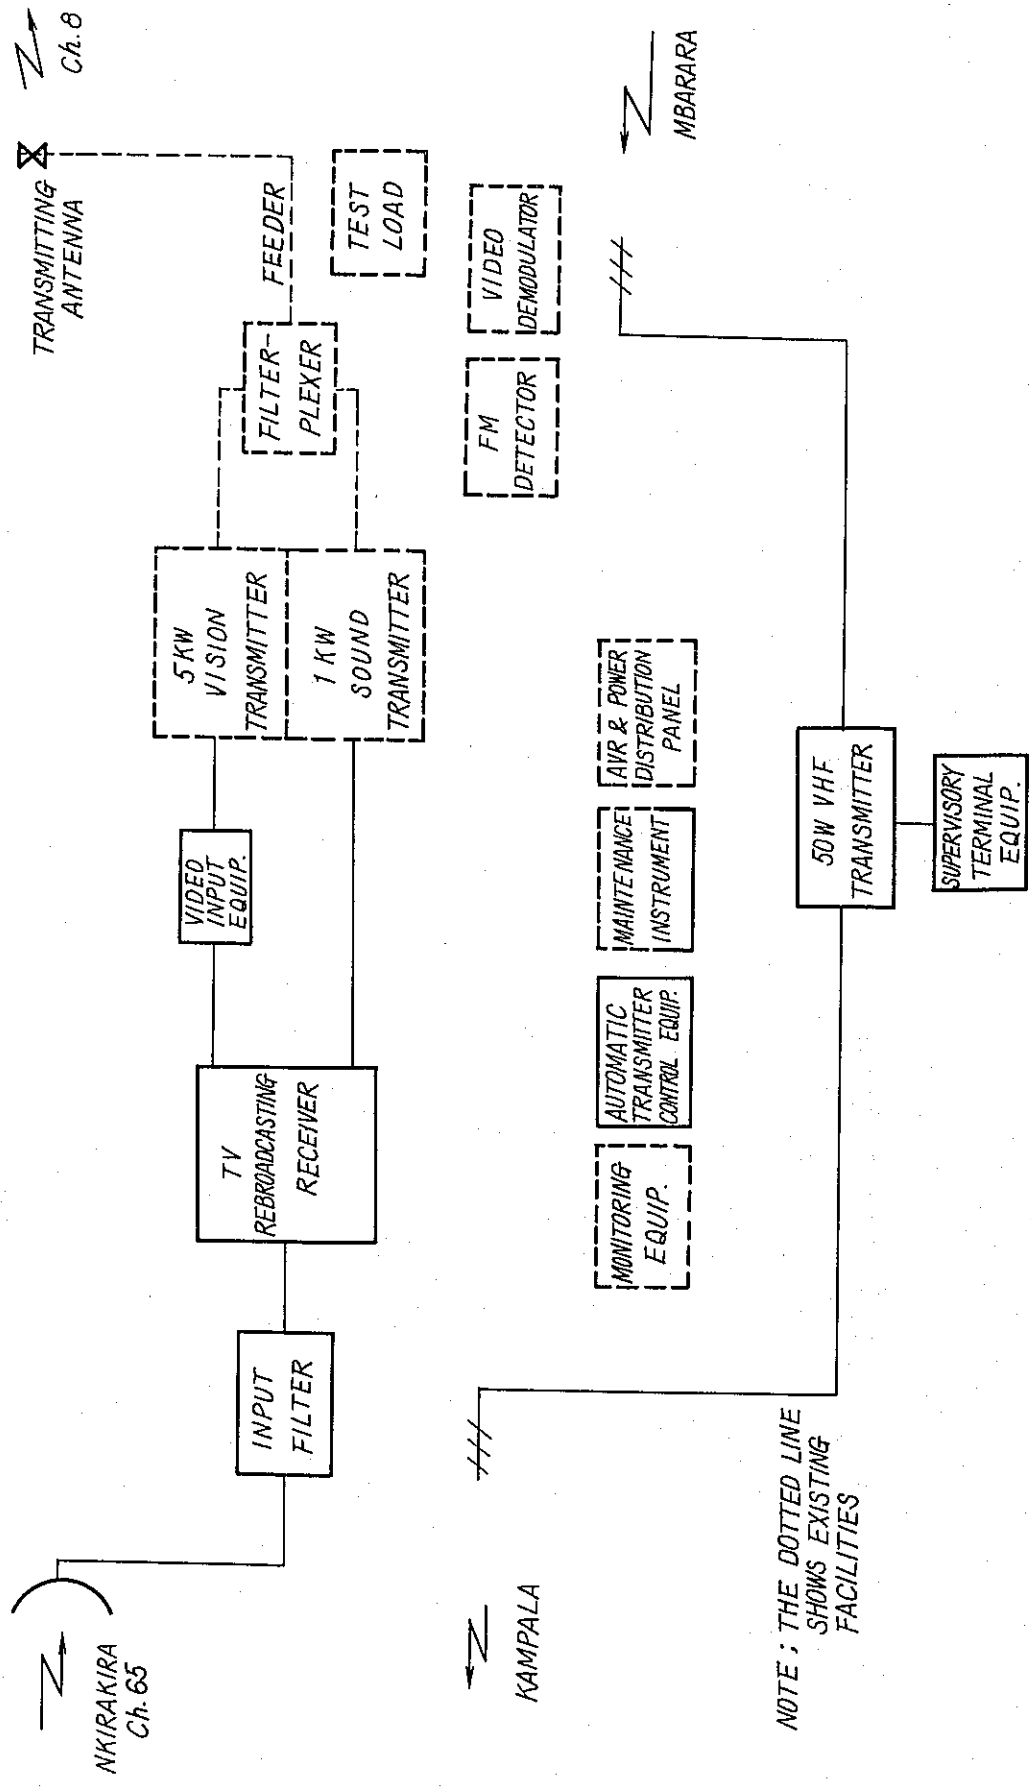 NKIRAKIRA
Ch.65
INPUT
FILTER
TV
REBROADCASTING
RECEIVER
VIDEO
INPUT
EQUIP.
5KW
VISION
TRANSMITTER
1KW
SOUND
TRANSMITTER
FILTER-
PLEXER
FEEDER
TRANSMITTING
ANTENNA
Ch.8
TEST
LOAD
FM
DETECTOR
VIDEO
DEMODULATOR
MONITORING
EQUIP.
AUTOMATIC
TRANSMITTER
CONTROL EQUIP.
MAINTENANCE
INSTRUMENT
AVR & POWER
DISTRIBUTION
PANEL
KAMPALA
MBARARA
50W VHF
TRANSMITTER
SUPERVISORY
TERMINAL
EQUIP.
NOTE ; THE DOTTED LINE
SHOWS EXISTING
FACILITIES